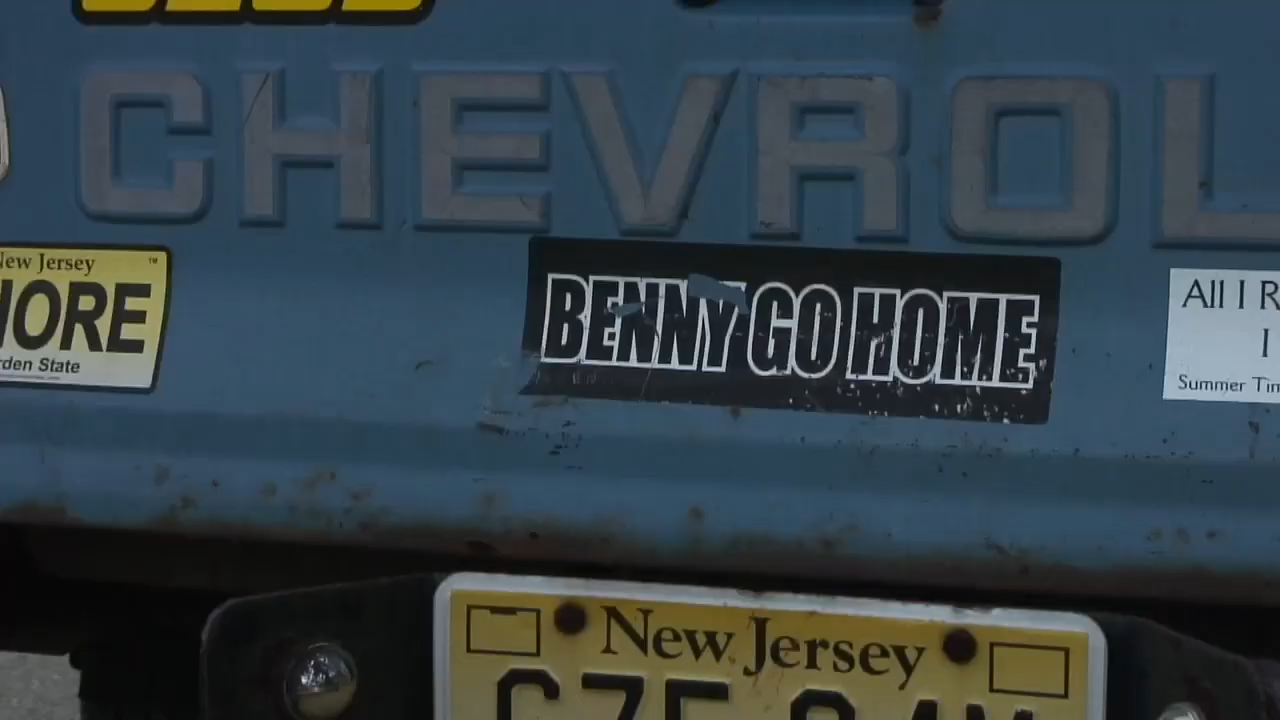 CHEVROL
New Jersey
HORE
rden State
BENNY GO HOME
All I R
I
Summer Tim
New Jersey